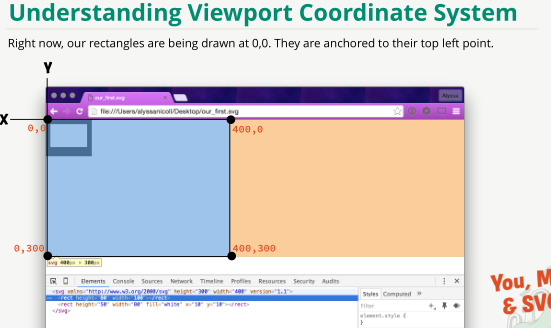 Understanding Viewport Coordinate System
Right now, our rectangles are being drawn at 0,0. They are anchored to their top left point.
Y
our_first.svg
Alyssa
X
file:///Users/alyssanicoll/Desktop/our_first.svg
0,0
400,0
0,300
400,300
svg 400px × 300px
Elements Console Sources Network Timeline Profiles Resources Security Audits
<svg xmlns="http://www.w3.org/2000/svg" height="300" width="400" version="1.1">
<rect height="80" width="100"></rect>
<rect height="50" width="80" fill="white" x="10" y="10"></rect>
</svg>
Styles Computed
Filter
element.style {
}
You, M
& SV